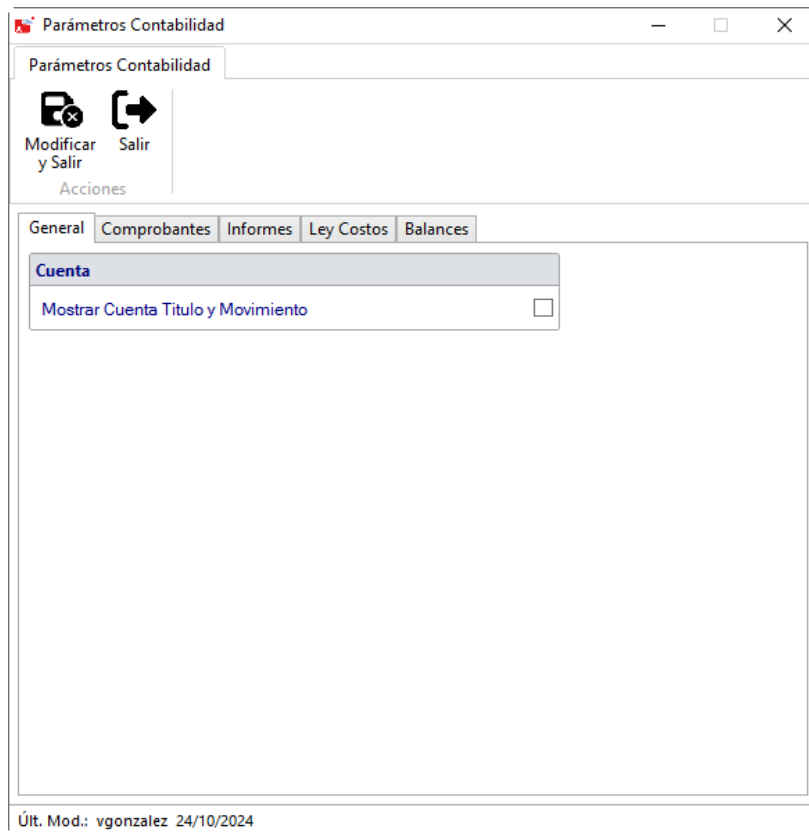 Parámetros Contabilidad
Parámetros Contabilidad
Modificar y Salir
Salir
Acciones
General Comprobantes Informes Ley Costos Balances
Cuenta
Mostrar Cuenta Titulo y Movimiento
Últ. Mod.: vgonzalez 24/10/2024